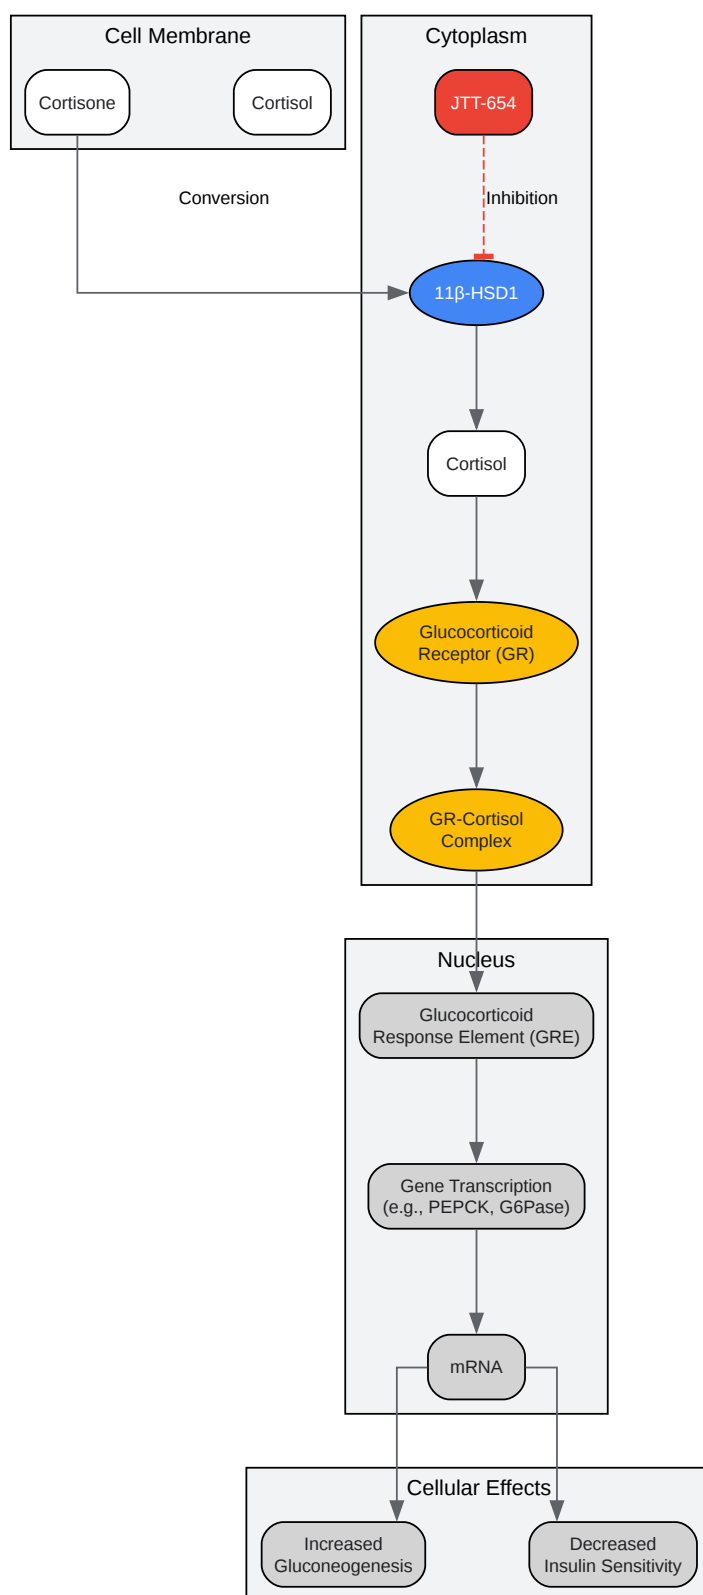 Cell Membrane
Cortisone
Cortisol
Cytoplasm
JTT-654
Conversion
Inhibition
11β-HSD1
Cortisol
Glucocorticoid
Receptor (GR)
GR-Cortisol
Complex
Nucleus
Glucocorticoid
Response Element (GRE)
Gene Transcription
(e.g., PEPCK, G6Pase)
mRNA
Cellular Effects
Increased
Gluconeogenesis
Decreased
Insulin Sensitivity